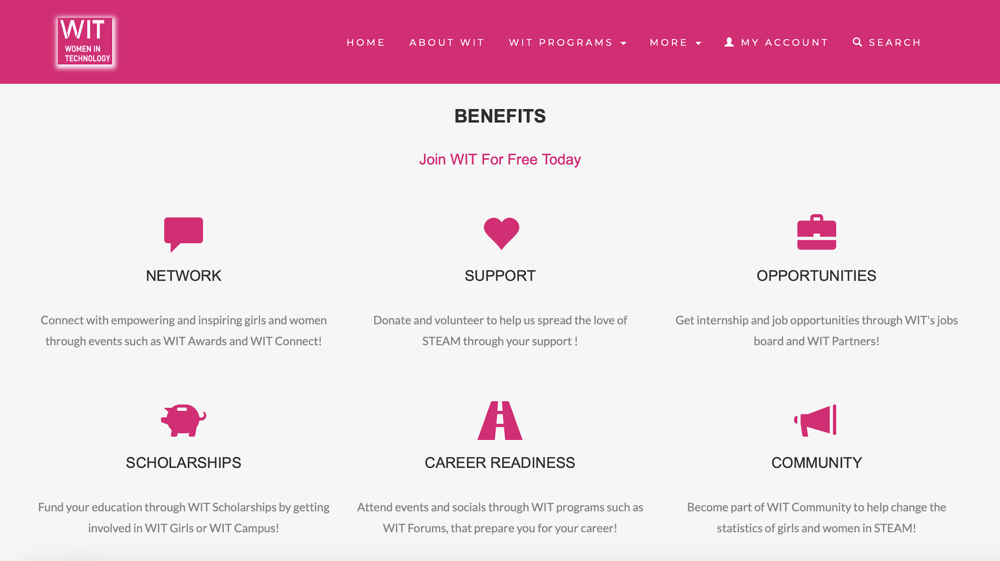 WIT
WOMEN IN
TECHNOLOGY
HOME ABOUT WIT WIT PROGRAMS MORE MY ACCOUNT SEARCH
BENEFITS
Join WIT For Free Today
NETWORK
Connect with empowering and inspiring girls and women
through events such as WIT Awards and WIT Connect!
SUPPORT
Donate and volunteer to help us spread the love of
STEAM through your support !
OPPORTUNITIES
Get internship and job opportunities through WIT's jobs
board and WIT Partners!
SCHOLARSHIPS
Fund your education through WIT Scholarships by getting
involved in WIT Girls or WIT Campus!
CAREER READINESS
Attend events and socials through WIT programs such as
WIT Forums, that prepare you for your career!
COMMUNITY
Become part of WIT Community to help change the
statistics of girls and women in STEAM!